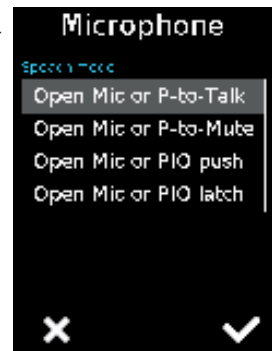 Microphone
Speech mode
Open Mic or P-to-Talk
Open Mic or P-to-Mute
Open Mic or PIO push
Open Mic or PIO latch